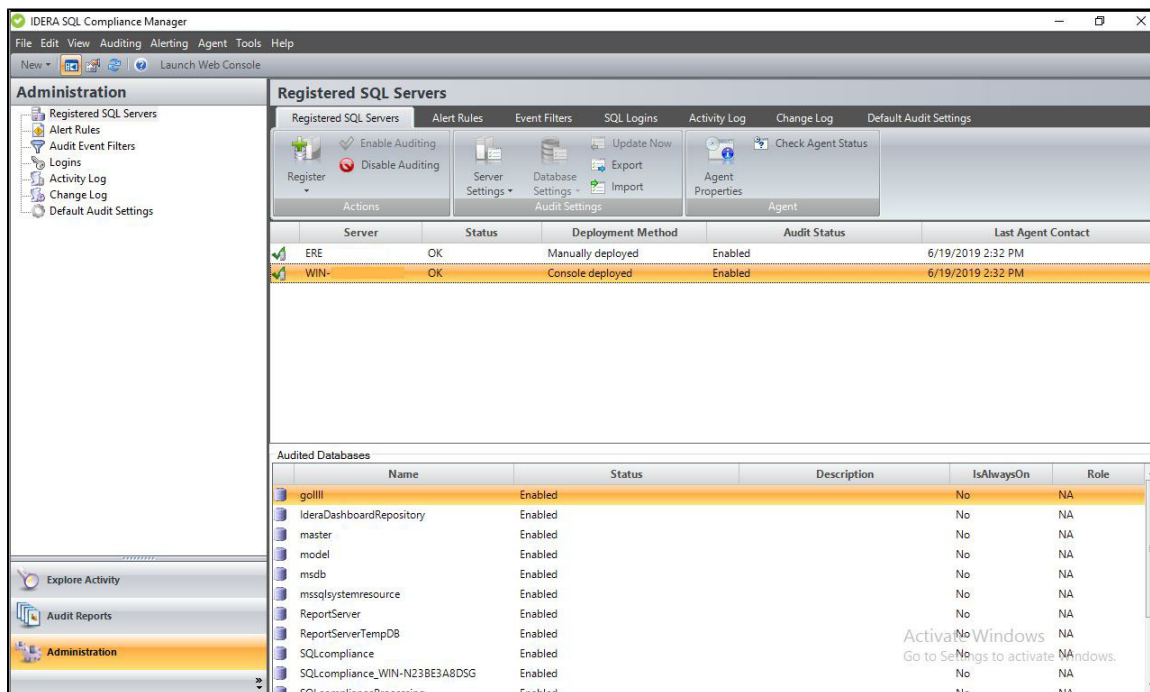 IDERA SQL Compliance Manager
File Edit View Auditing Alerting Agent Tools Help
New Launch Web Console
Administration
Registered SQL Servers
Alert Rules
Audit Event Filters
Logins
Activity Log
Change Log
Default Audit Settings
Explore Activity
Audit Reports
Administration
Registered SQL Servers
Registered SQL Servers Alert Rules Event Filters SQL Logins Activity Log Change Log Default Audit Settings
Register
Enable Auditing
Disable Auditing
Actions
Server Settings
Database Settings
Update Now
Export
Import
Audit Settings
Agent Properties
Check Agent Status
Agent
Server Status Deployment Method Audit Status Last Agent Contact
ERE OK Manually deployed Enabled 6/19/2019 2:32 PM
WIN- OK Console deployed Enabled 6/19/2019 2:32 PM
Audited Databases
Name Status Description IsAlwaysOn Role
Enabled No NA
IderaDashboardRepository Enabled No NA
master Enabled No NA
model Enabled No NA
msdb Enabled No NA
mssqlsystemresource Enabled No NA
ReportServer Enabled No NA
ReportServerTempDB Enabled No NA
SQLcompliance Enabled No NA
SQLcompliance_WIN-N23BE3A8DSG Enabled No NA
Activate Windows
Go to Settings to activate Windows.